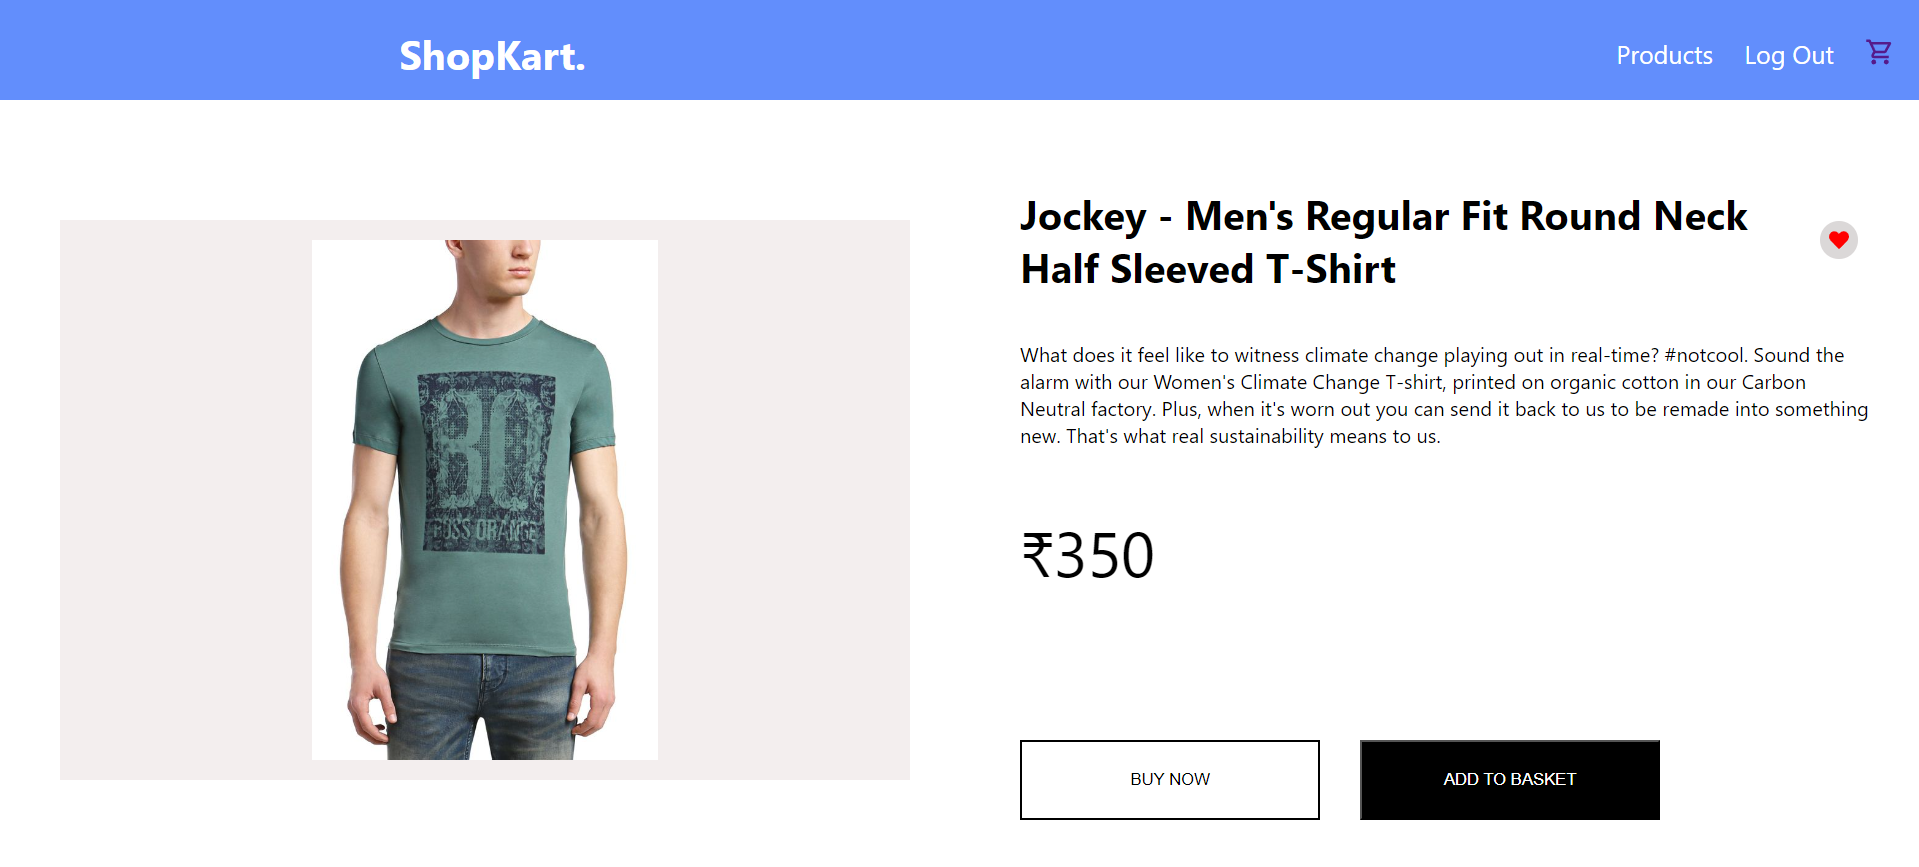 ShopKart.
Products
Log Out
Jockey - Men's Regular Fit Round Neck
Half Sleeved T-Shirt
What does it feel like to witness climate change playing out in real-time? #notcool. Sound the
alarm with our Women's Climate Change T-shirt, printed on organic cotton in our Carbon
Neutral factory. Plus, when it's worn out you can send it back to us to be remade into something
new. That's what real sustainability means to us.
₹350
BUY NOW
ADD TO BASKET
BO
BOSS ORANGE